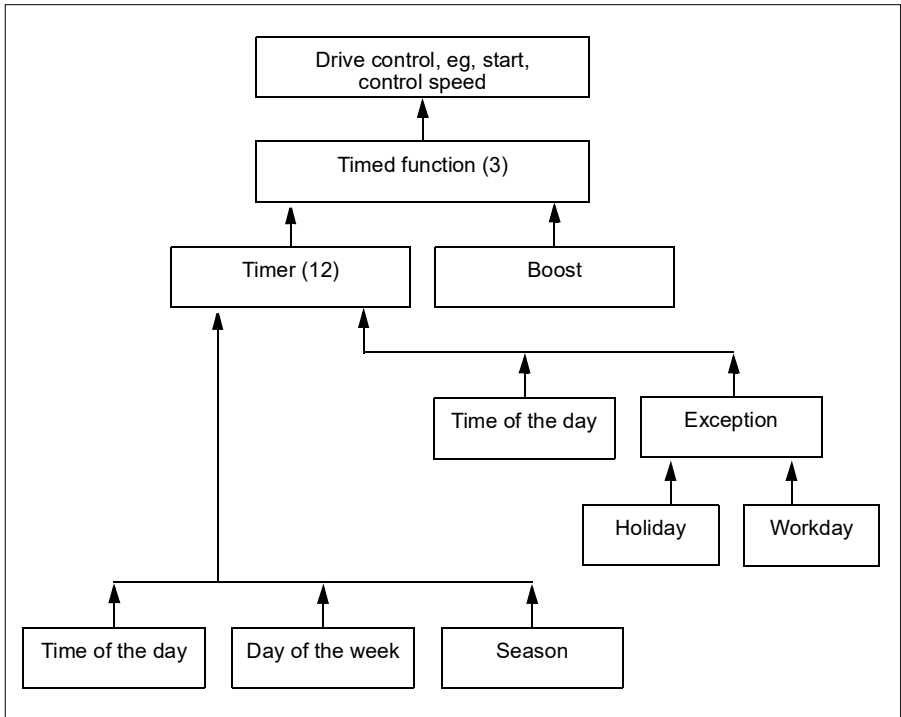 Drive control, eg, start,
control speed
Timed function (3)
Timer (12)
Boost
Time of the day
Exception
Holiday
Workday
Time of the day
Day of the week
Season